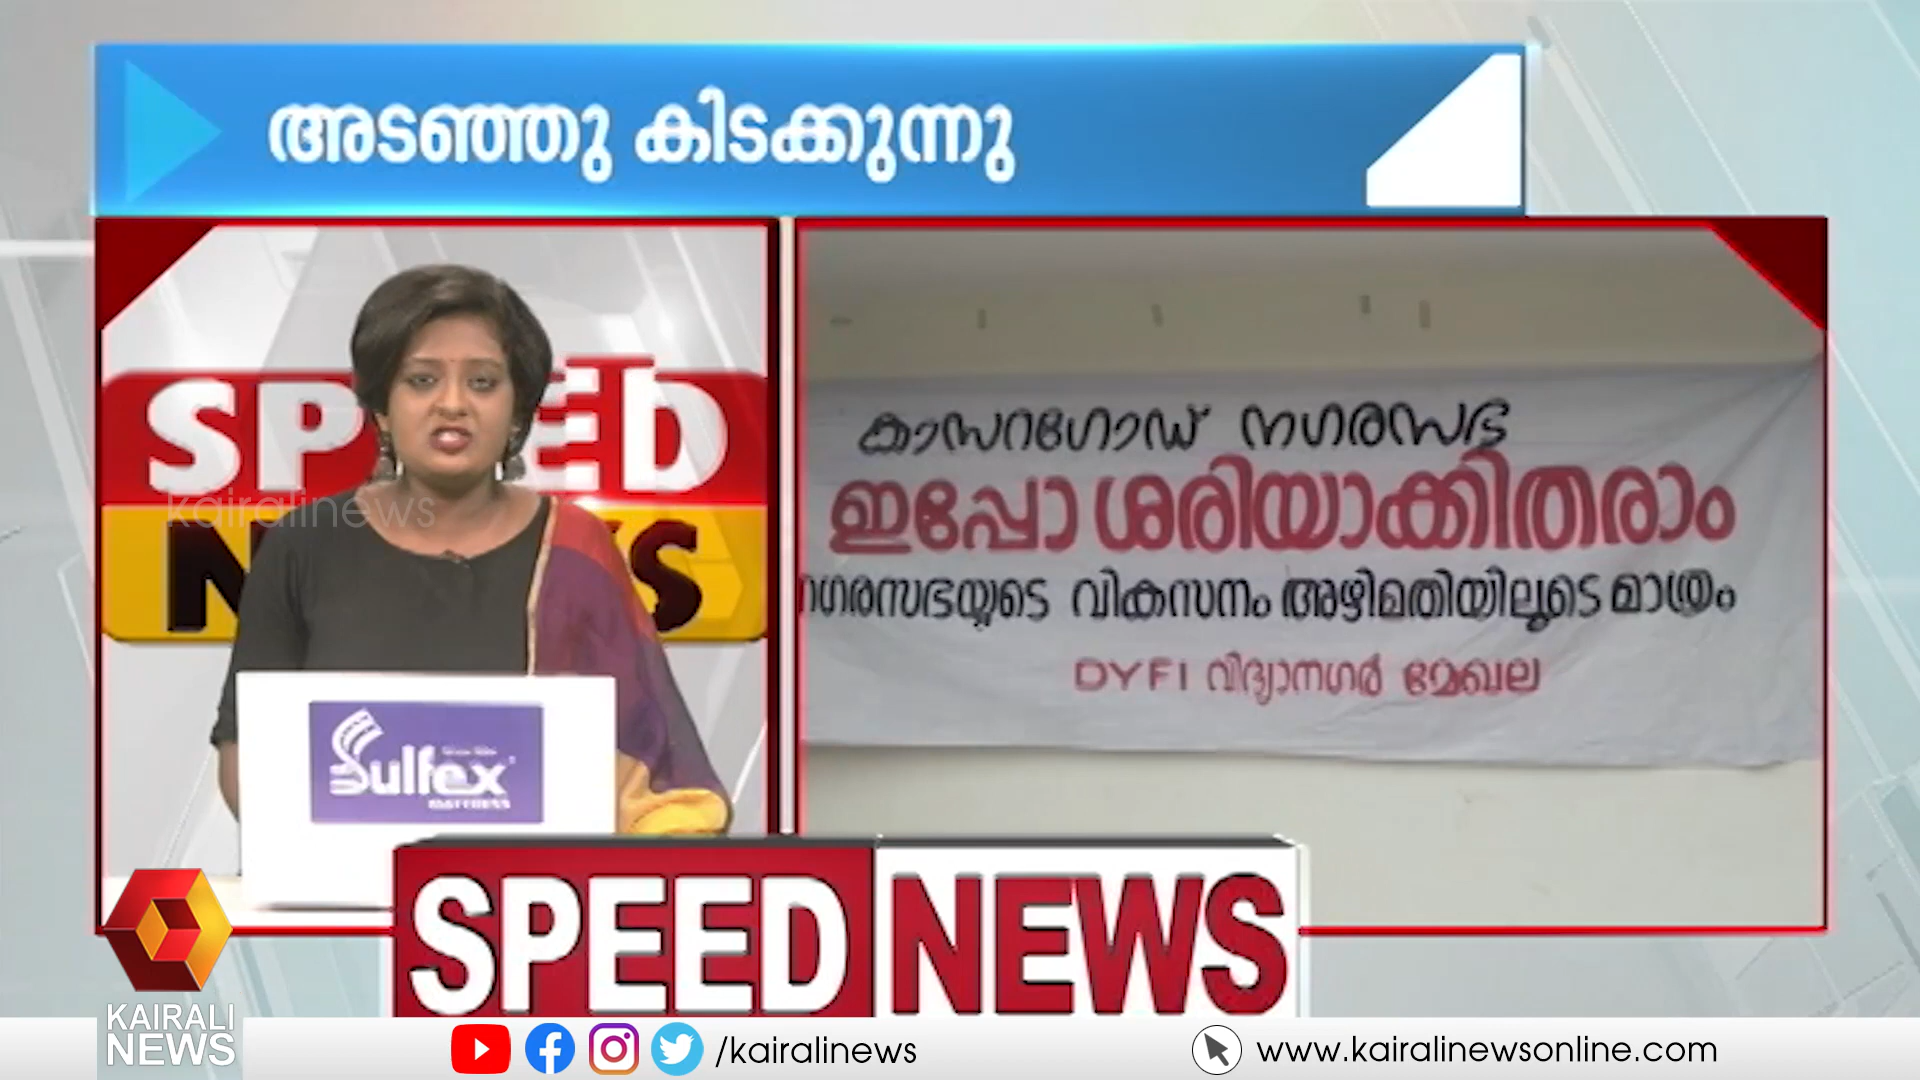 അടഞ്ഞു കിടക്കുന്നു
SPEED
NEWS
kairalinews
Sulfex
MATTRESS
കാസറഗോഡ് നഗരസഭ
ഇപ്പോ ശരിയാക്കിതരാം
നഗരസഭയുടെ വികസനം അഴിമതിയിലൂടെ മാത്രം
DYFI വിദ്യാനഗർ മേഖല
SPEED NEWS
KAIRALI
NEWS
/kairalinews
www.kairalinewsonline.com